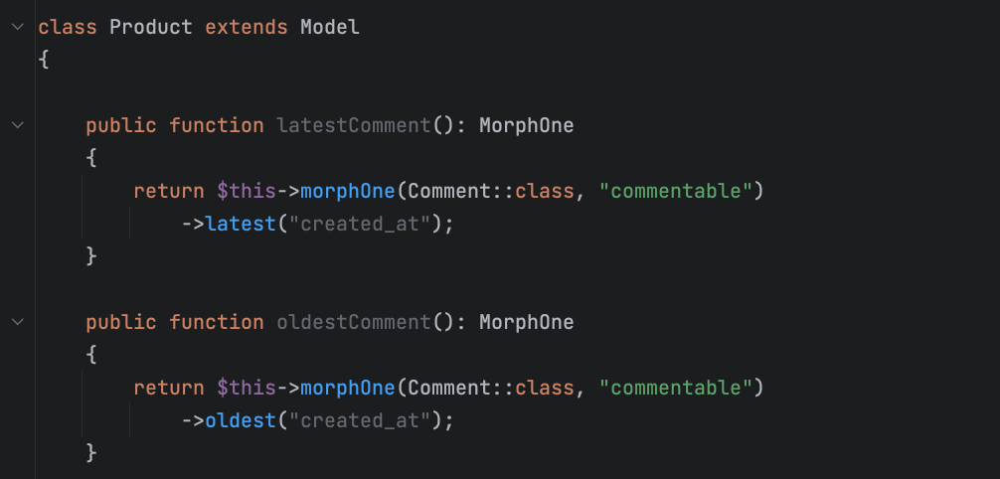 class Product extends Model
{
public function latestComment(): MorphOne
{
return $this->morphOne(Comment::class, "commentable")
->latest("created_at");
}
public function oldestComment(): MorphOne
{
return $this->morphOne(Comment::class, "commentable")
->oldest("created_at");
}